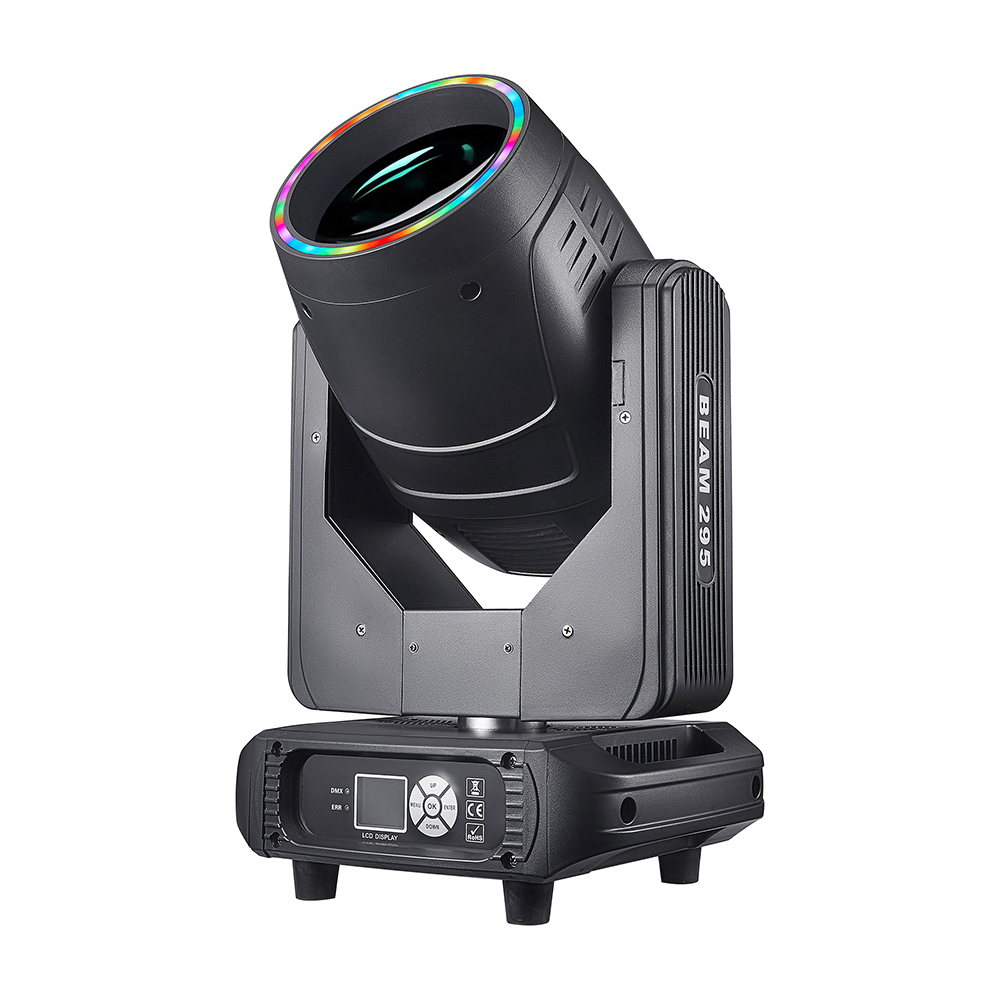 BEAM 295
DMX
ERR
LCD DISPLAY
UP
MENU
OK
ENTER
DOWN
CE
RoHS